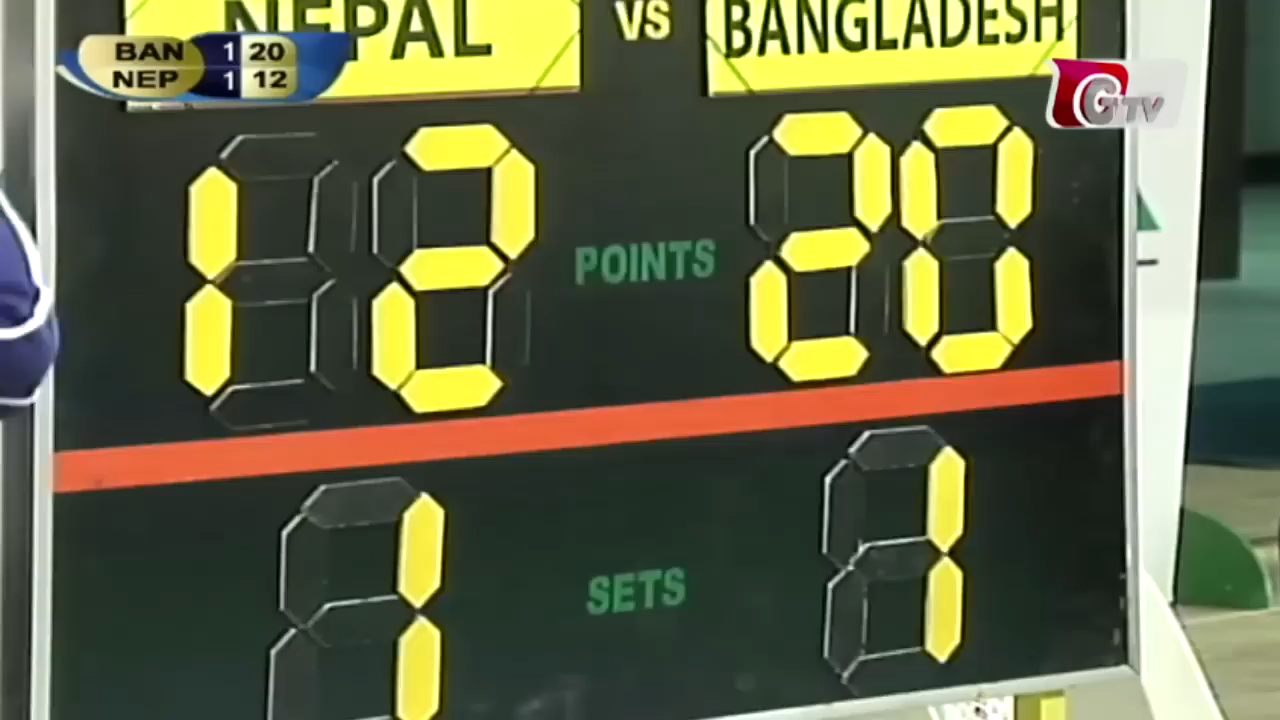 NEPAL VS BANGLADESH
BAN 1 20
NEP 1 12
GTV
12 POINTS 20
1 SETS 1